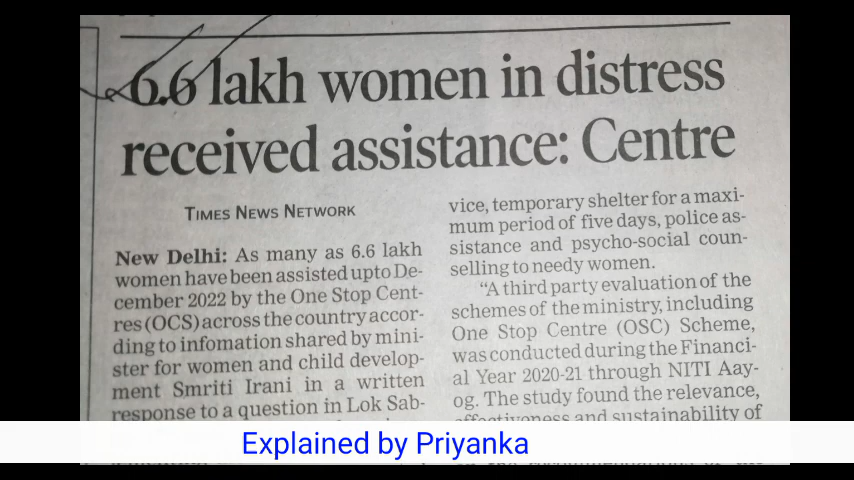 6.6 lakh women in distress
received assistance: Centre
TIMES NEWS NETWORK
New Delhi: As many as 6.6 lakh
women have been assisted upto De-
cember 2022 by the One Stop Cent-
res (OCS) across the country accor-
ding to infomation shared by mini-
ster for women and child develop-
ment Smriti Irani in a written
response to a question in Lok Sab-
vice, temporary shelter for a maxi-
mum period of five days, police as-
sistance and psycho-social coun-
selling to needy women.
“A third party evaluation of the
schemes of the ministry, including
One Stop Centre (OSC) Scheme,
was conducted during the Financi-
al Year 2020-21 through NITI Aay-
og. The study found the relevance,
effectiveness and sustainability of
Explained by Priyanka